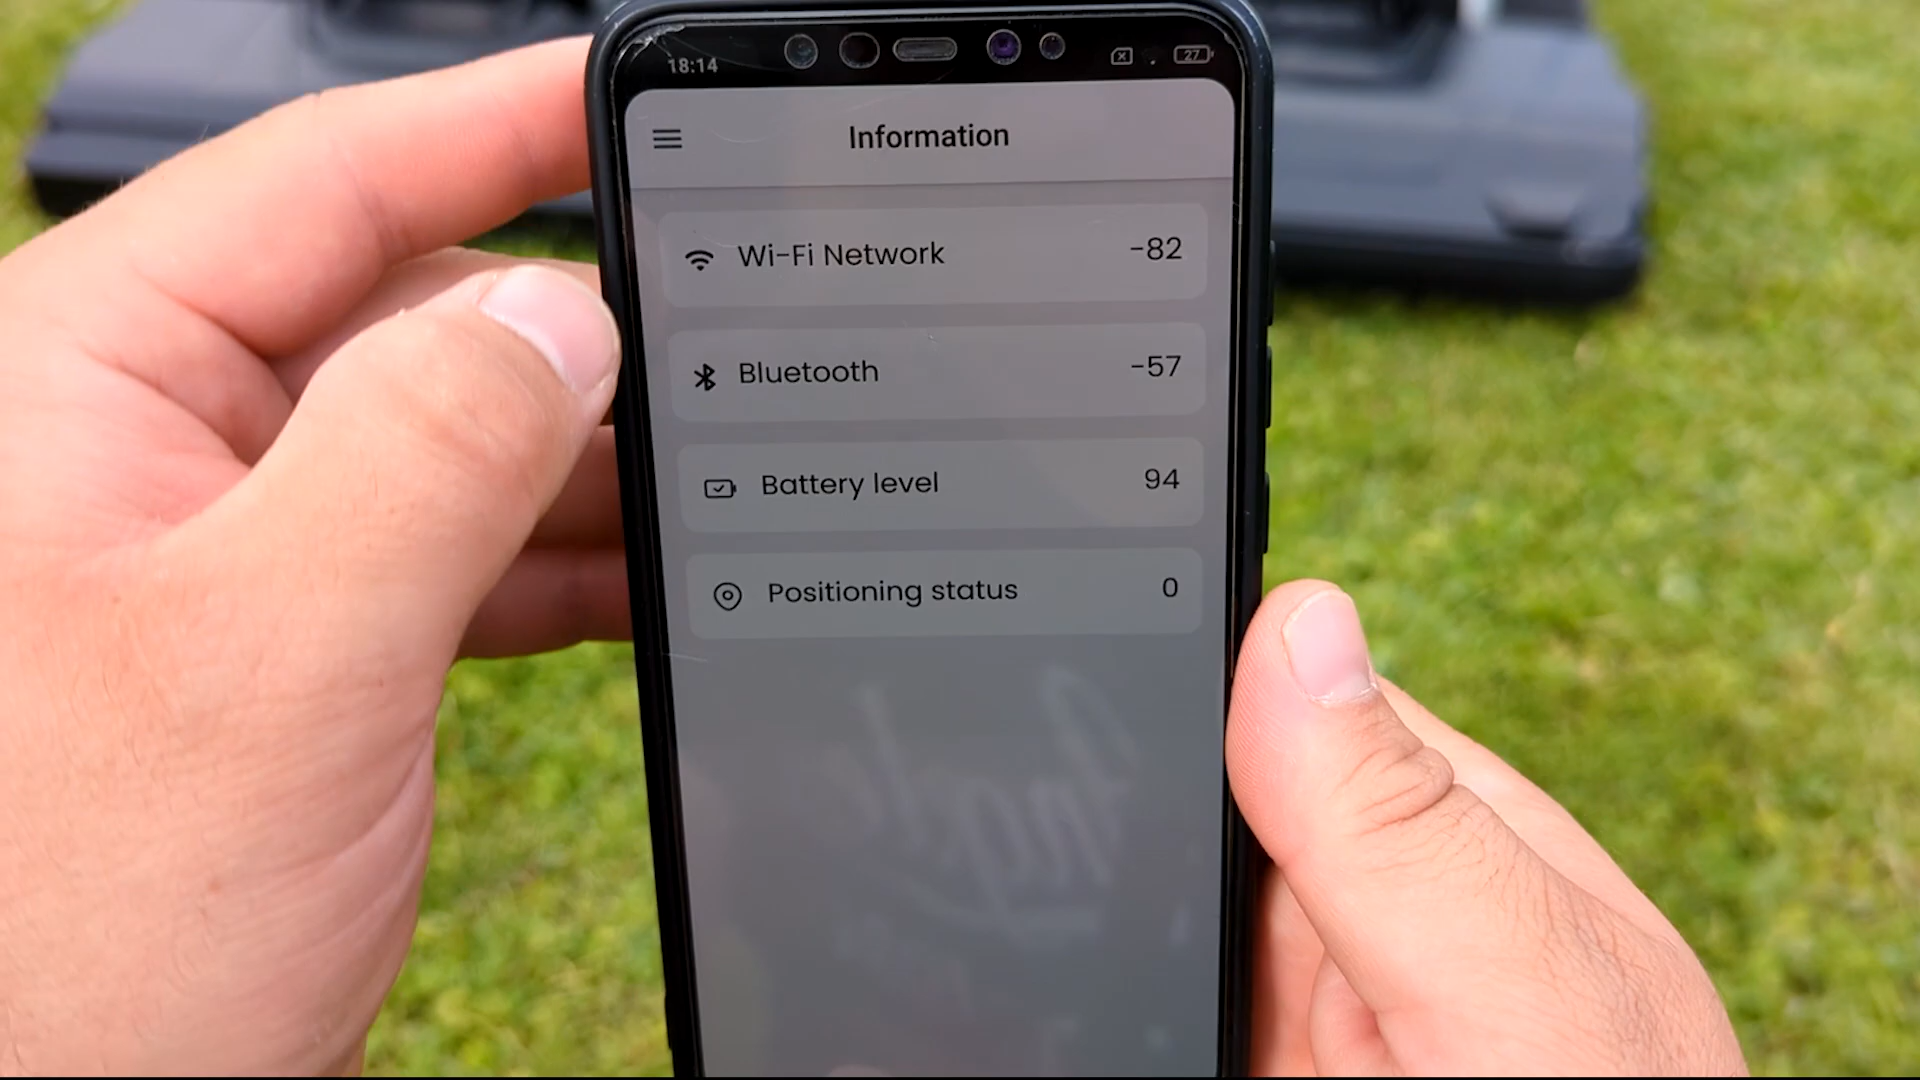 18:14
27
Information
Wi-Fi Network -82
Bluetooth -57
Battery level 94
Positioning status 0